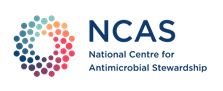 NCAS
National Centre for
Antimicrobial Stewardship